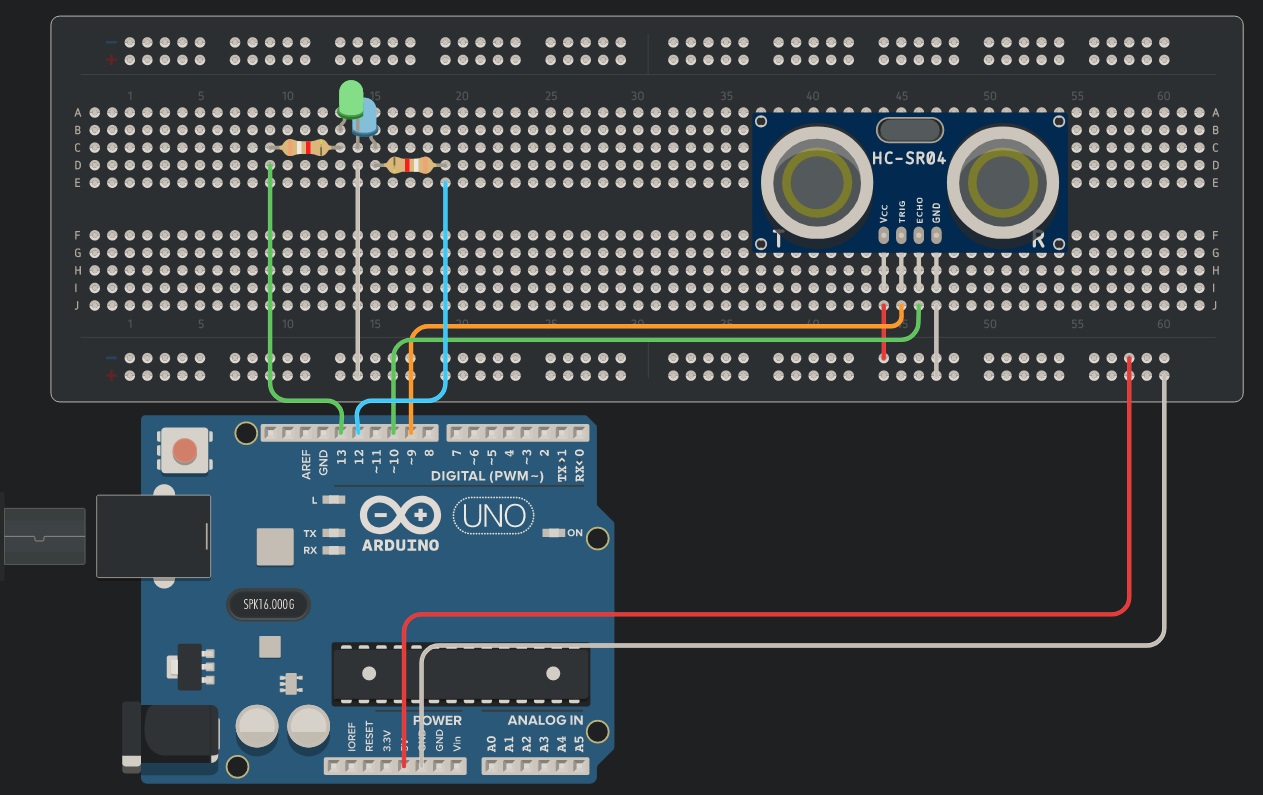 −
+
1 5 10 15 20 25 30 35 40 45 50 55 60
A A
B B
C C
D D
E E
HC-SR04
Vcc TRIG ECHO GND
T R
F F
G G
H H
I I
J J
1 5 10 15 20 25 30 35 40 45 50 55 60
−
+
AREF GND 13 12 ~11 ~10 ~9 8 7 ~6 ~5 4 ~3 2 TX>1 RX<0
DIGITAL (PWM~)
L
TX
RX
UNO
ON
ARDUINO
SPK16.000G
POWER ANALOG IN
IOREF RESET 3.3V 5V GND GND Vin A0 A1 A2 A3 A4 A5